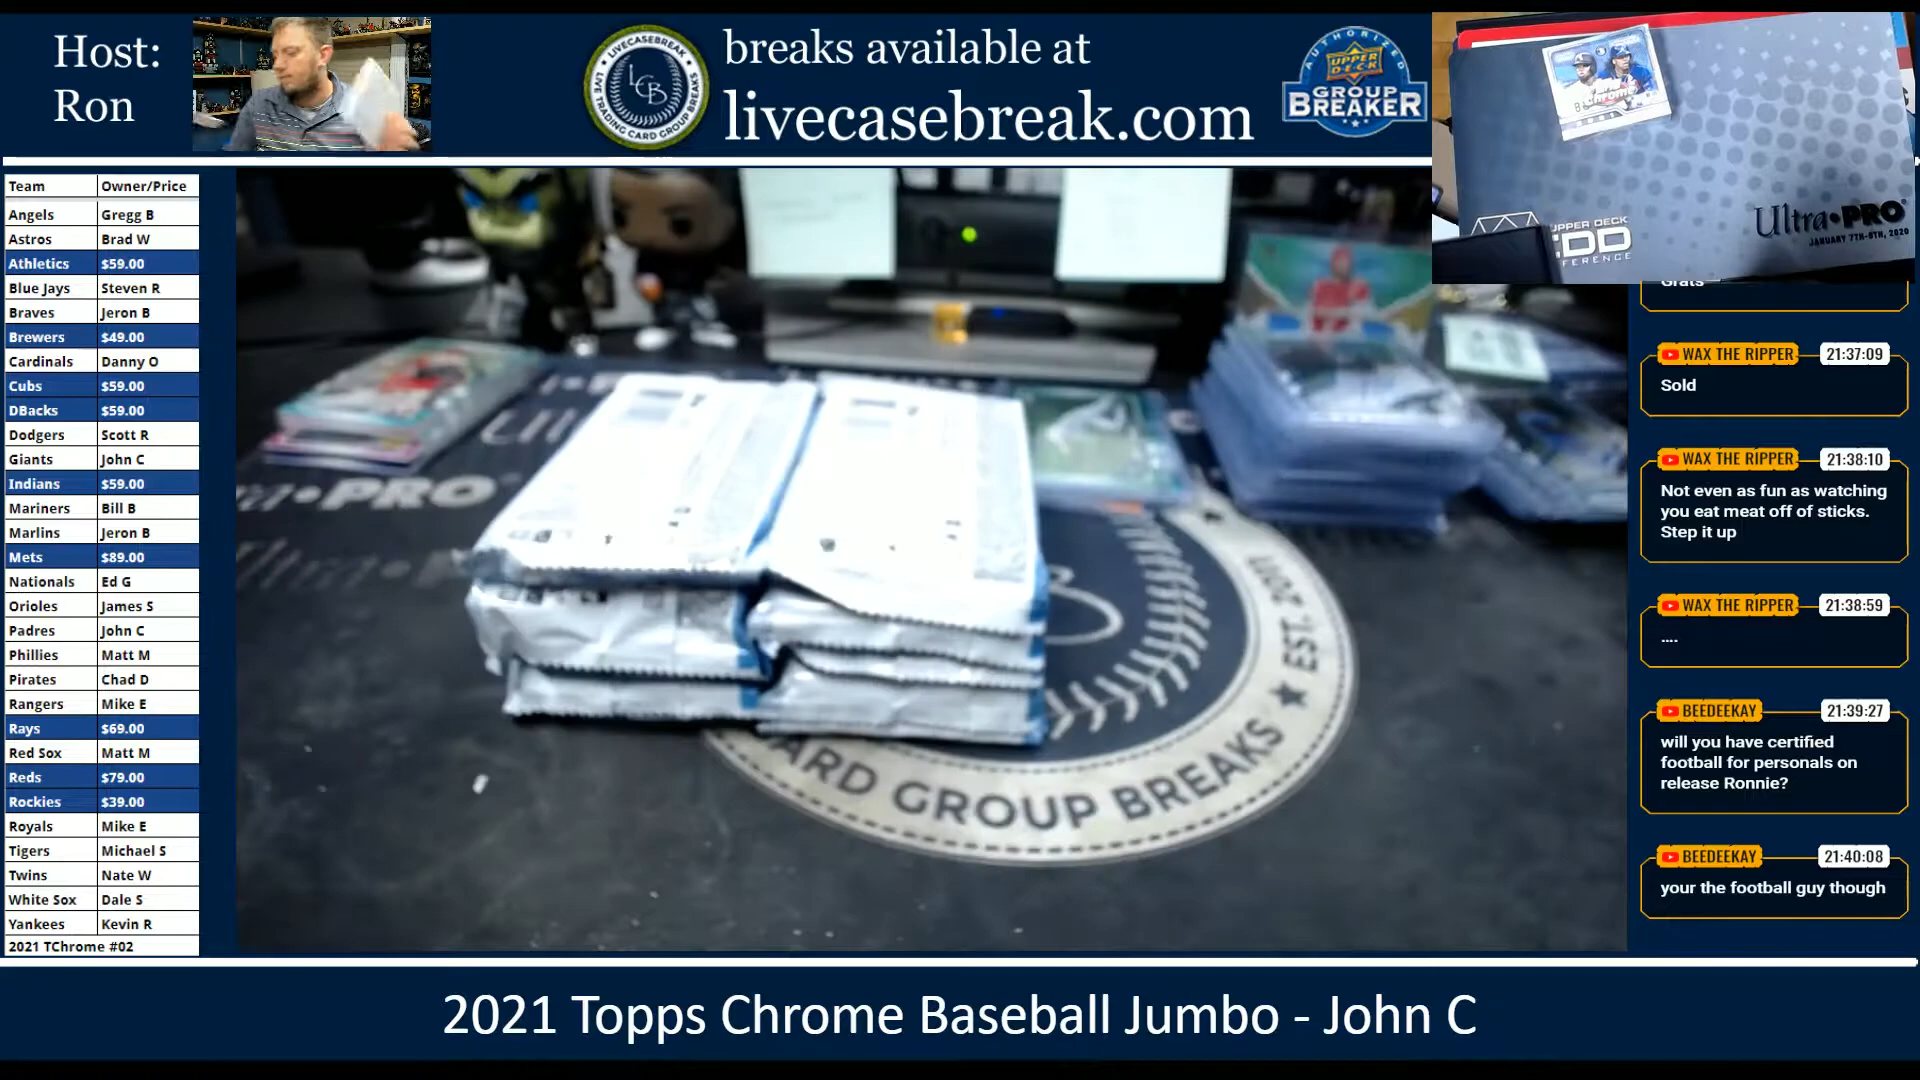 Host:
Ron
LIVECASEBREAK
LCB
LIVE TRADING CARD GROUP BREAKS
breaks available at
livecasebreak.com
AUTHORIZED
UPPER DECK
GROUP
BREAKER
Ultra•PRO
JANUARY 7TH-8TH, 2020
UPPER DECK
Team Owner/Price
Angels Gregg B
Astros Brad W
Athletics $59.00
Blue Jays Steven R
Braves Jeron B
Brewers $49.00
Cardinals Danny O
Cubs $59.00
DBacks $59.00
Dodgers Scott R
Giants John C
Indians $59.00
Mariners Bill B
Marlins Jeron B
Mets $89.00
Nationals Ed G
Orioles James S
Padres John C
Phillies Matt M
Pirates Chad D
Rangers Mike E
Rays $69.00
Red Sox Matt M
Reds $79.00
Rockies $39.00
Royals Mike E
Tigers Michael S
Twins Nate W
White Sox Dale S
Yankees Kevin R
2021 TChrome #02
PRO
CARD GROUP BREAKS ★ EST. 2001
Grats
WAX THE RIPPER 21:37:09
Sold
WAX THE RIPPER 21:38:10
Not even as fun as watching
you eat meat off of sticks.
Step it up
WAX THE RIPPER 21:38:59
....
BEEDEEKAY 21:39:27
will you have certified
football for personals on
release Ronnie?
BEEDEEKAY 21:40:08
your the football guy though
2021 Topps Chrome Baseball Jumbo - John C